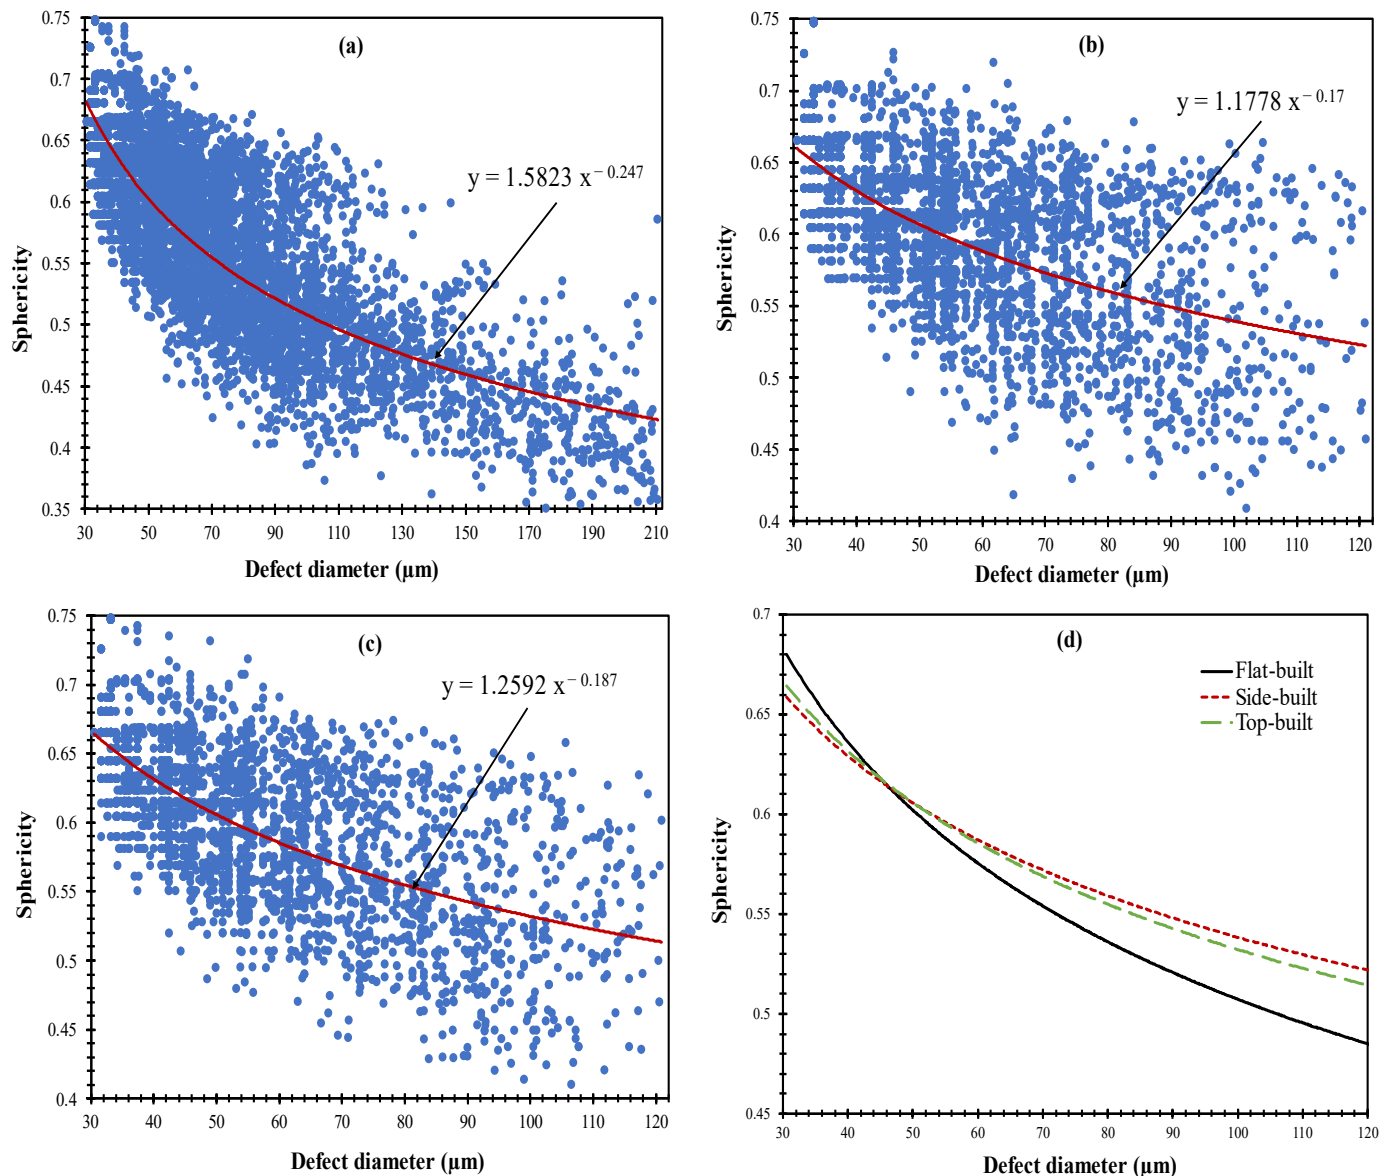 (a)
y = 1.5823 x^– 0.247
Sphericity
0.75
0.7
0.65
0.6
0.55
0.5
0.45
0.4
0.35
30 50 70 90 110 130 150 170 190 210
Defect diameter (µm)
(b)
y = 1.1778 x^– 0.17
Sphericity
0.75
0.7
0.65
0.6
0.55
0.5
0.45
0.4
30 40 50 60 70 80 90 100 110 120
Defect diameter (µm)
(c)
y = 1.2592 x^– 0.187
Sphericity
0.75
0.7
0.65
0.6
0.55
0.5
0.45
0.4
30 40 50 60 70 80 90 100 110 120
Defect diameter (µm)
(d)
Flat-built
Side-built
Top-built
Sphericity
0.7
0.65
0.6
0.55
0.5
0.45
30 40 50 60 70 80 90 100 110 120
Defect diameter (µm)